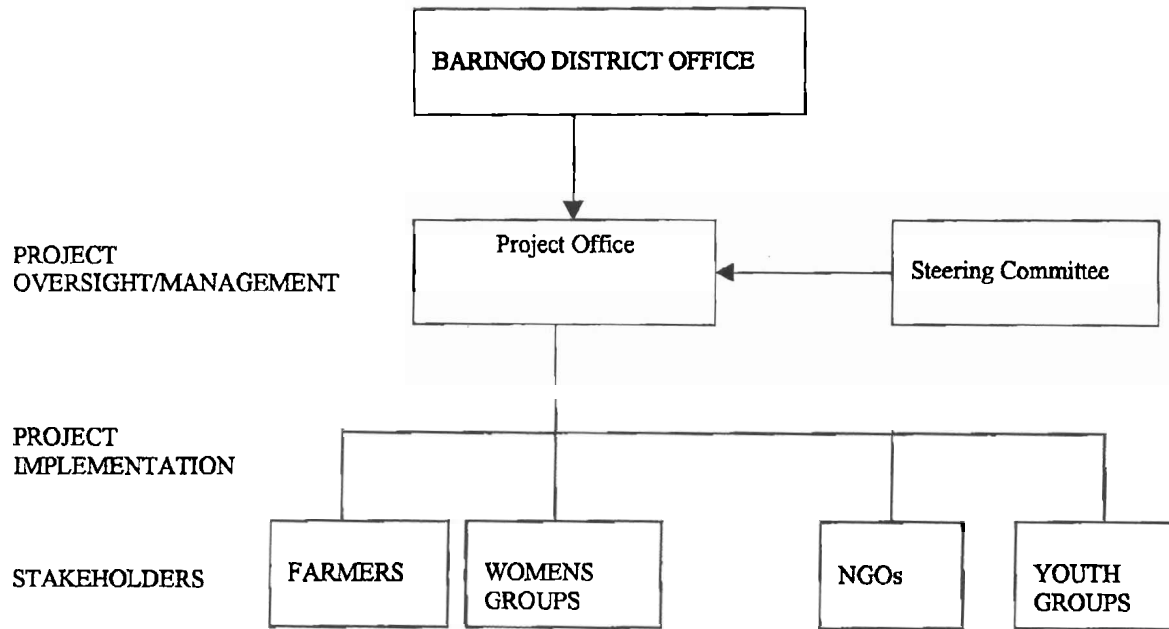 BARINGO DISTRICT OFFICE
PROJECT
OVERSIGHT/MANAGEMENT
Project Office
Steering Committee
PROJECT
IMPLEMENTATION
STAKEHOLDERS
FARMERS
WOMENS
GROUPS
NGOs
YOUTH
GROUPS